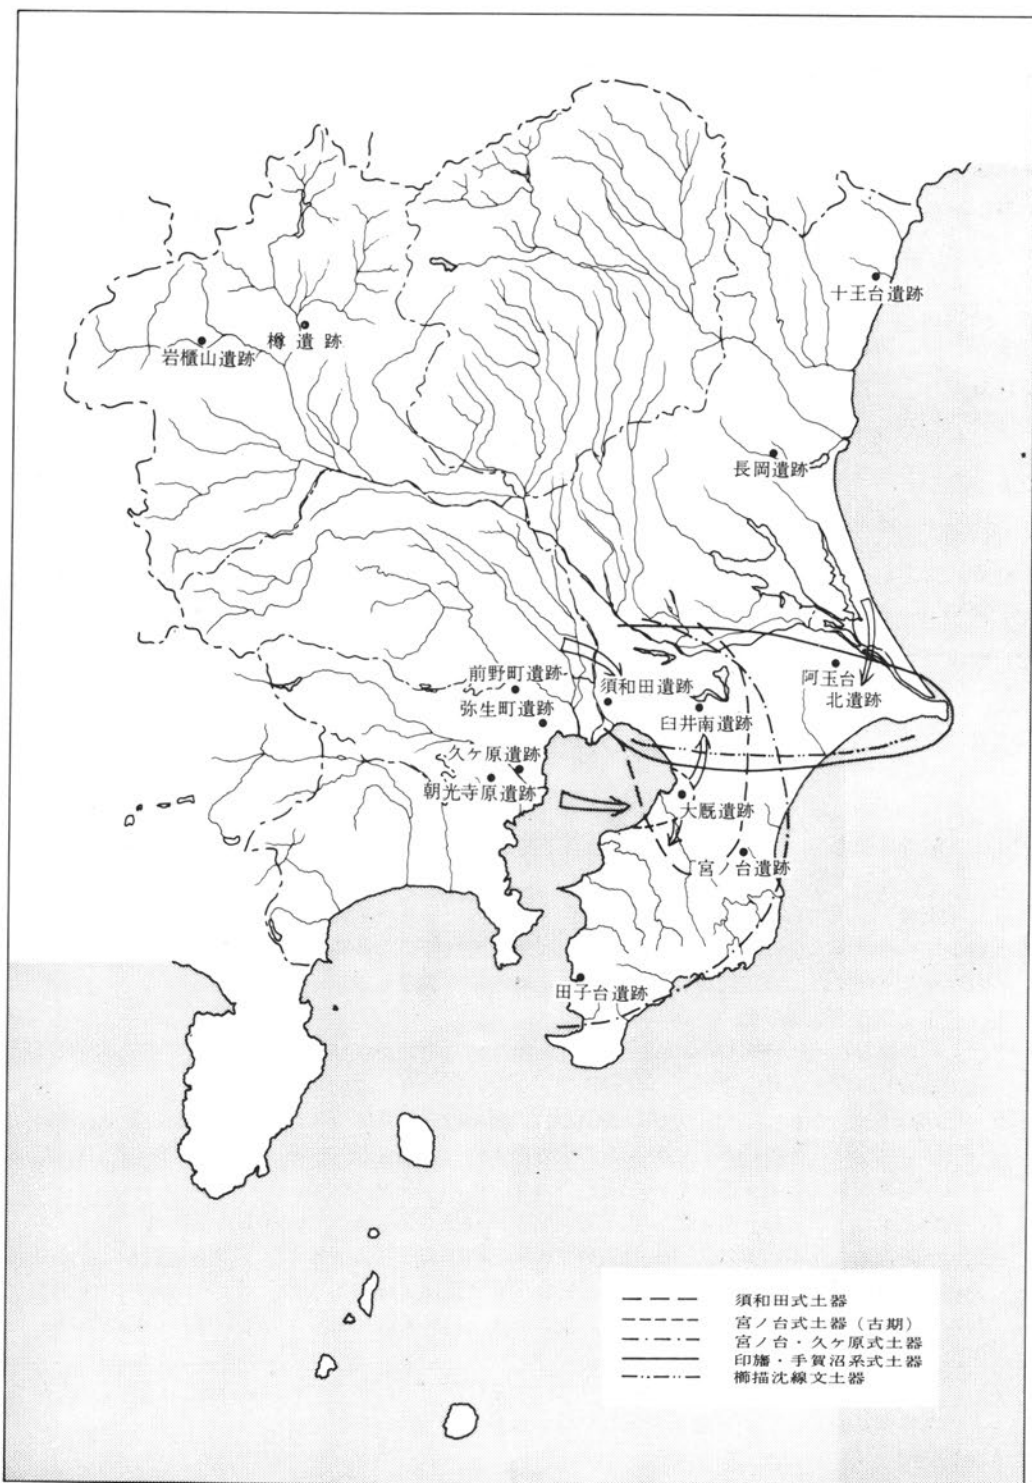 十王台遺跡
樽遺跡
岩櫃山遺跡
長岡遺跡
前野町遺跡
須和田遺跡
阿玉台
北遺跡
弥生町遺跡
臼井南遺跡
久ケ原遺跡
朝光寺原遺跡
大厩遺跡
宮ノ台遺跡
田子台遺跡
須和田式土器
宮ノ台式土器（古期）
宮ノ台・久ケ原式土器
印旛・手賀沼系式土器
櫛描沈線文土器